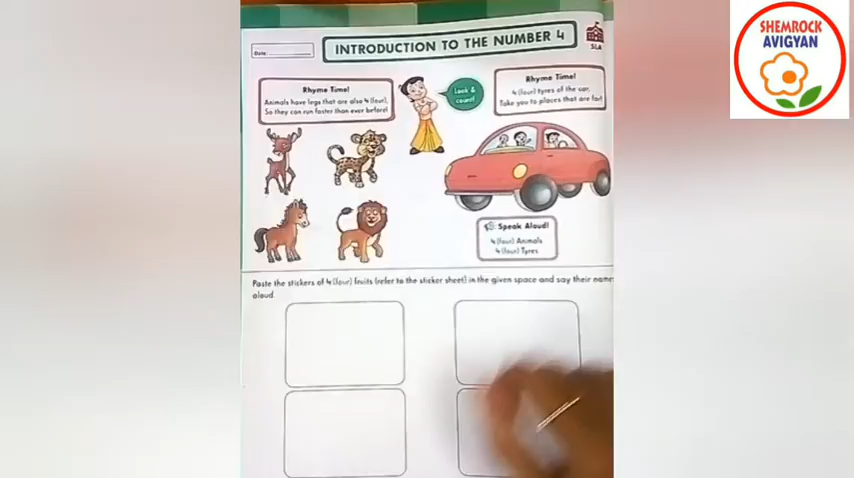 SHEMROCK
AVIGYAN
Date:
INTRODUCTION TO THE NUMBER 4
SLA
Rhyme Time!
Animals have legs that are also 4 (four),
So they can run faster than ever before!
Look &
count!
Rhyme Time!
4 (four) tyres of the car,
Take you to places that are far!
Speak Aloud!
4 (four) Animals
4 (four) Tyres
Paste the stickers of 4 (four) fruits (refer to the sticker sheet) in the given space and say their name
aloud.